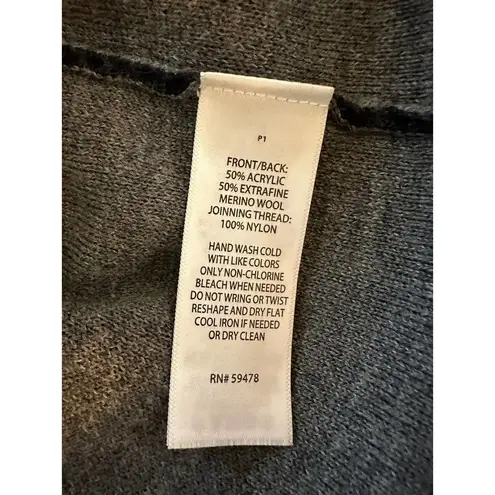 P1
FRONT/BACK:
50% ACRYLIC
50% EXTRAFINE
MERINO WOOL
JOINNING THREAD:
100% NYLON
HAND WASH COLD
WITH LIKE COLORS
ONLY NON-CHLORINE
BLEACH WHEN NEEDED
DO NOT WRING OR TWIST
RESHAPE AND DRY FLAT
COOL IRON IF NEEDED
OR DRY CLEAN
RN# 59478